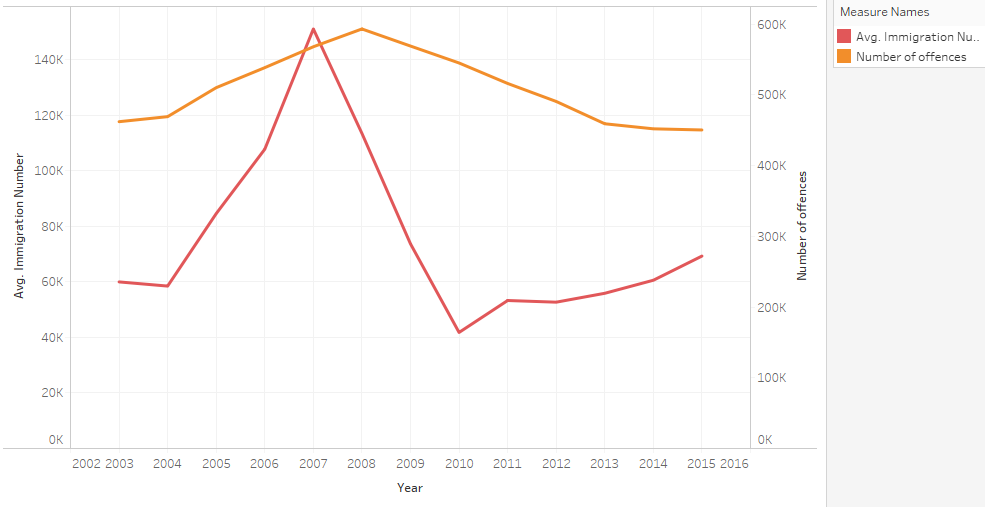 Measure Names
Avg. Immigration Nu..
Number of offences
Avg. Immigration Number
140K
120K
100K
80K
60K
40K
20K
0K
600K
500K
400K
300K
200K
100K
0K
Number of offences
2002 2003 2004 2005 2006 2007 2008 2009 2010 2011 2012 2013 2014 2015 2016
Year